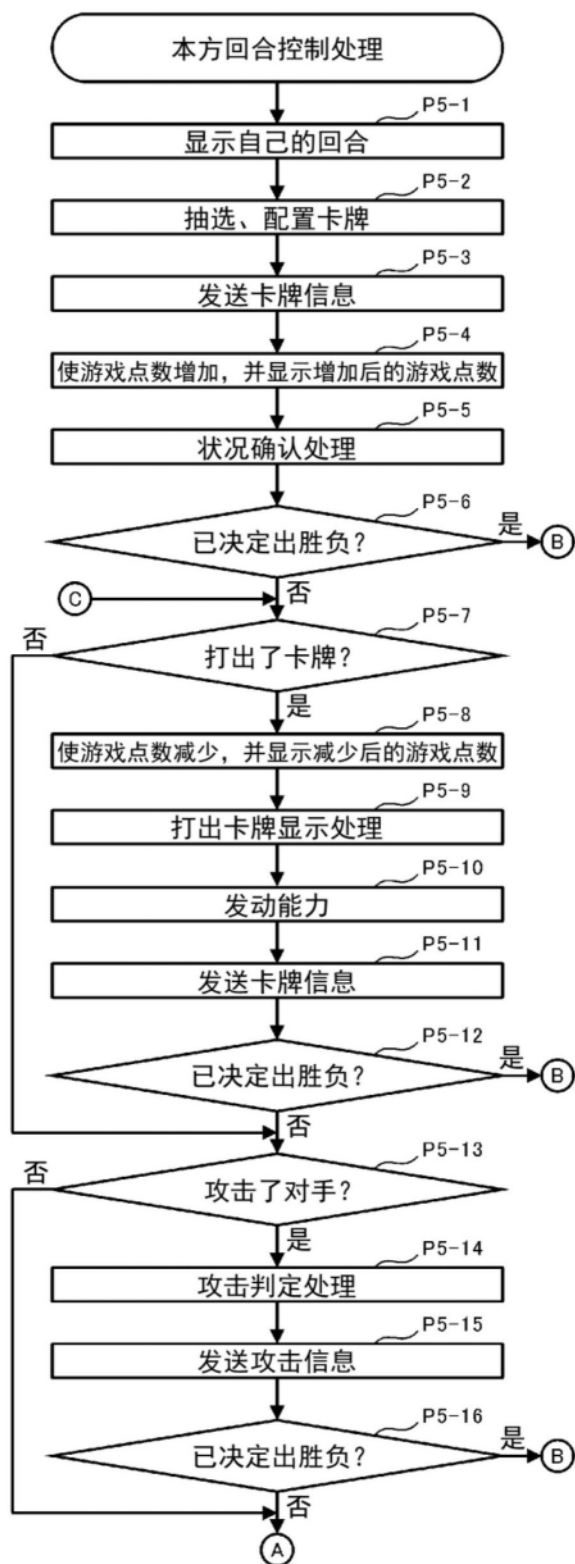 本方回合控制处理
P5-1
显示自己的回合
P5-2
抽选、配置卡牌
P5-3
发送卡牌信息
P5-4
使游戏点数增加，并显示增加后的游戏点数
P5-5
状况确认处理
P5-6
已决定出胜负？
是
B
否
C
P5-7
否
打出了卡牌？
是
P5-8
使游戏点数减少，并显示减少后的游戏点数
P5-9
打出卡牌显示处理
P5-10
发动能力
P5-11
发送卡牌信息
P5-12
已决定出胜负？
是
B
否
P5-13
否
攻击了对手？
是
P5-14
攻击判定处理
P5-15
发送攻击信息
P5-16
已决定出胜负？
是
B
否
A